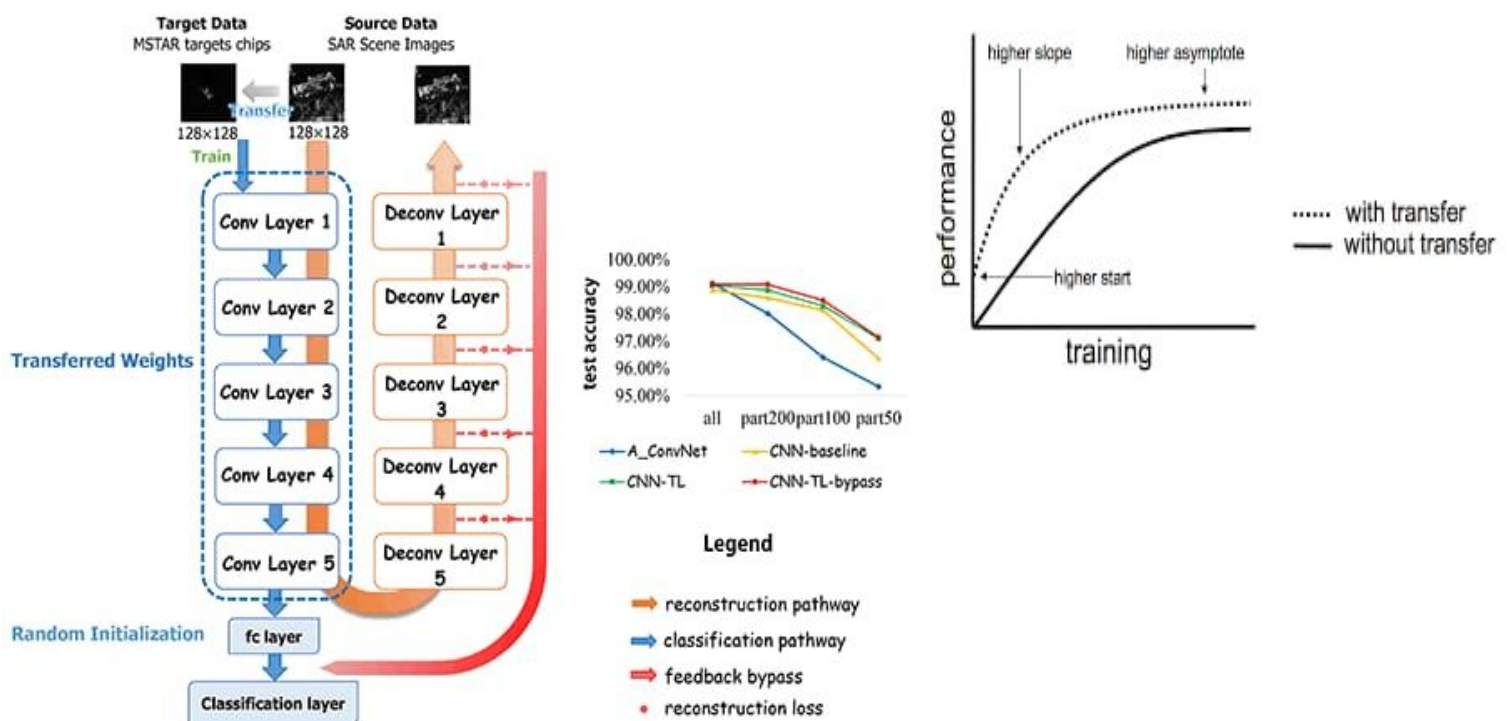 Target Data
MSTAR targets chips
Source Data
SAR Scene Images
Transfer
128×128
128×128
Train
Conv Layer 1
Conv Layer 2
Conv Layer 3
Conv Layer 4
Conv Layer 5
Transferred Weights
Random Initialization
fc layer
Classification layer
Deconv Layer
1
Deconv Layer
2
Deconv Layer
3
Deconv Layer
4
Deconv Layer
5
test accuracy
100.00%
99.00%
98.00%
97.00%
96.00%
95.00%
all part200 part100 part50
A_ConvNet
CNN-baseline
CNN-TL
CNN-TL-bypass
Legend
reconstruction pathway
classification pathway
feedback bypass
reconstruction loss
performance
higher slope
higher asymptote
higher start
training
with transfer
without transfer